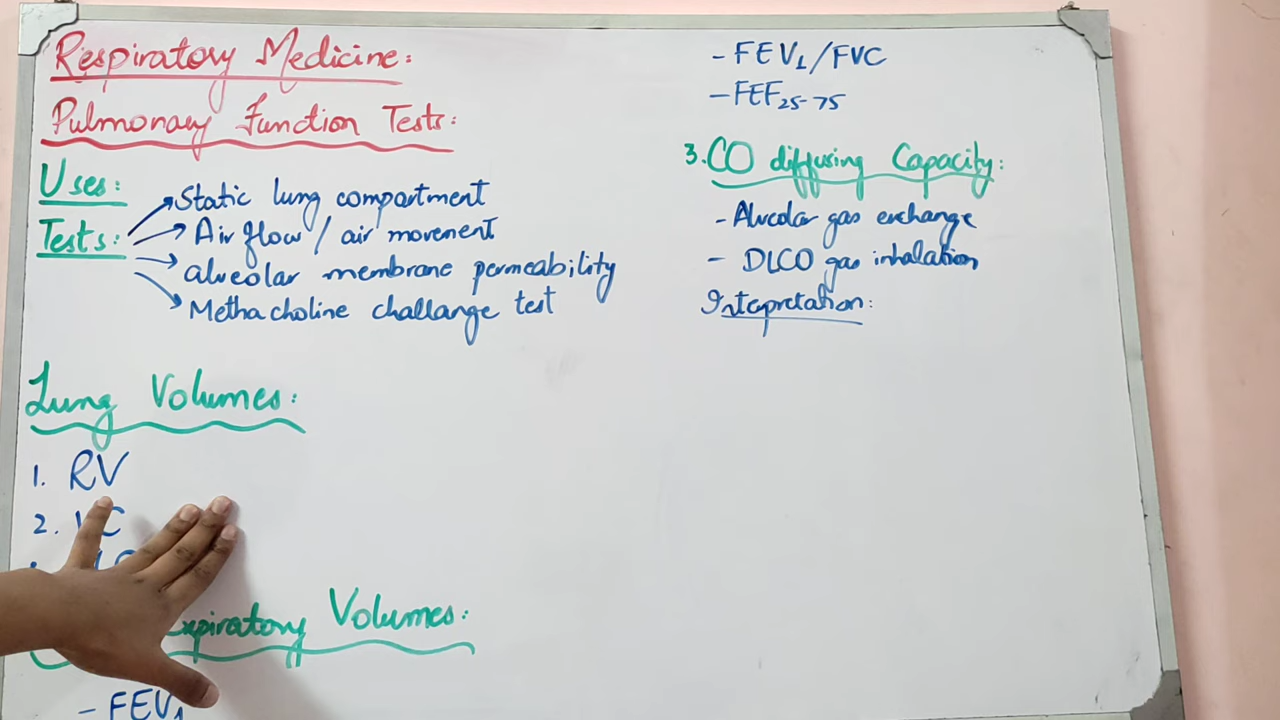 Respiratory Medicine:
Pulmonary Function Tests:
Uses:
Tests:
Static lung compartment
Air flow / air movement
alveolar membrane permeability
Methacholine challange test
Lung Volumes:
1. RV
2. VC
Volumes:
- FEV1
- FEV1/FVC
- FEF25-75
3. CO diffusing Capacity:
- Alveolar gas exchange
- DLCO gas inhalation
Interpretation: